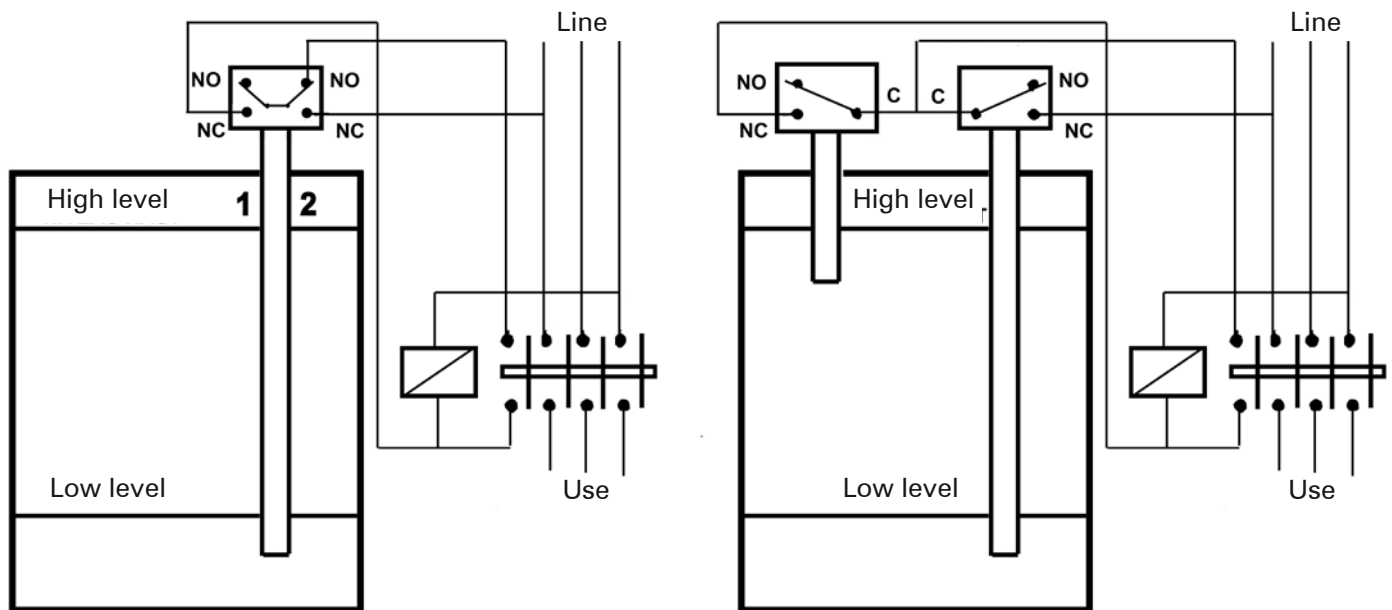 Line
NO
NO
NC
NC
High level
1
2
Low level
Use
Line
NO
C
C
NO
NC
NC
High level
Low level
Use